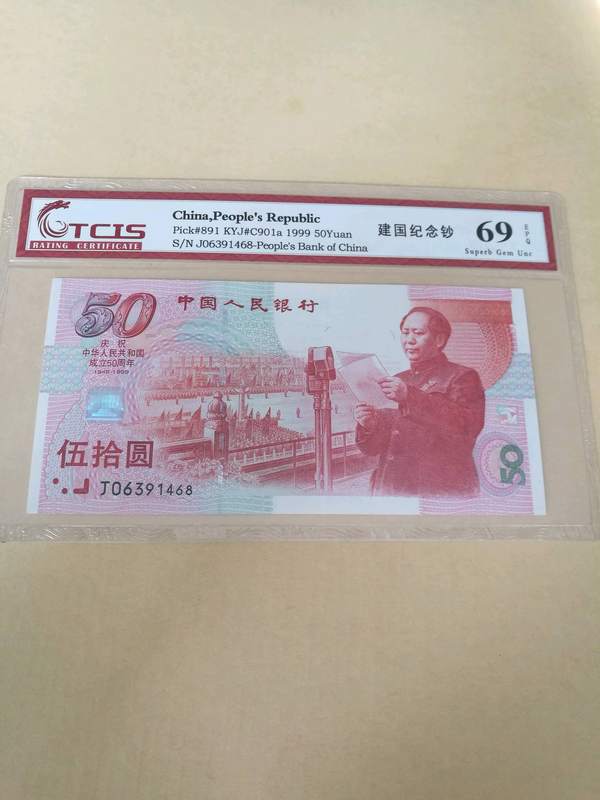 TCIS
RATING CERTIFICATE
China,People's Republic
Pick#891 KYJ#C901a 1999 50Yuan
S/N J06391468-People's Bank of China
建国纪念钞
69
EPQ
Superb Gem Unc
50
中国人民银行
庆祝
中华人民共和国
成立50周年
1949-1999
伍拾圆
J06391468
50